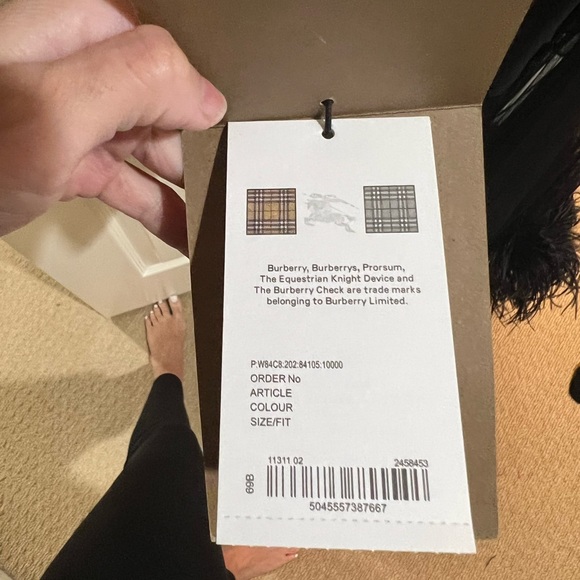 Burberry, Burberrys, Prorsum,
The Equestrian Knight Device and
The Burberry Check are trade marks
belonging to Burberry Limited.
P:W84C8:202:84105:10000
ORDER No
ARTICLE
COLOUR
SIZE/FIT
11311 02 2458453
69B
5045557387667